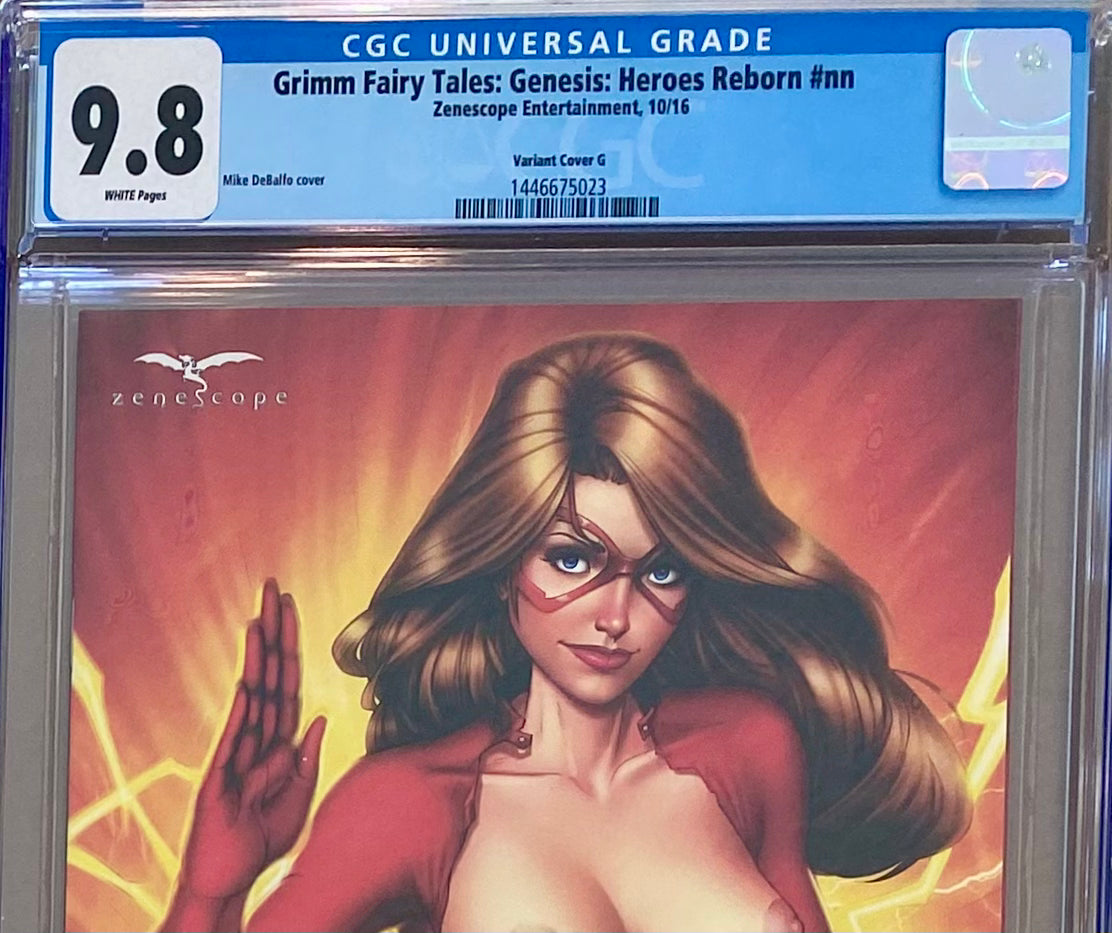 CGC UNIVERSAL GRADE
9.8
WHITE Pages
Grimm Fairy Tales: Genesis: Heroes Reborn #nn
Zenescope Entertainment, 10/16
Variant Cover G
Mike DeBalfo cover
1446675023
CGC
zenescope